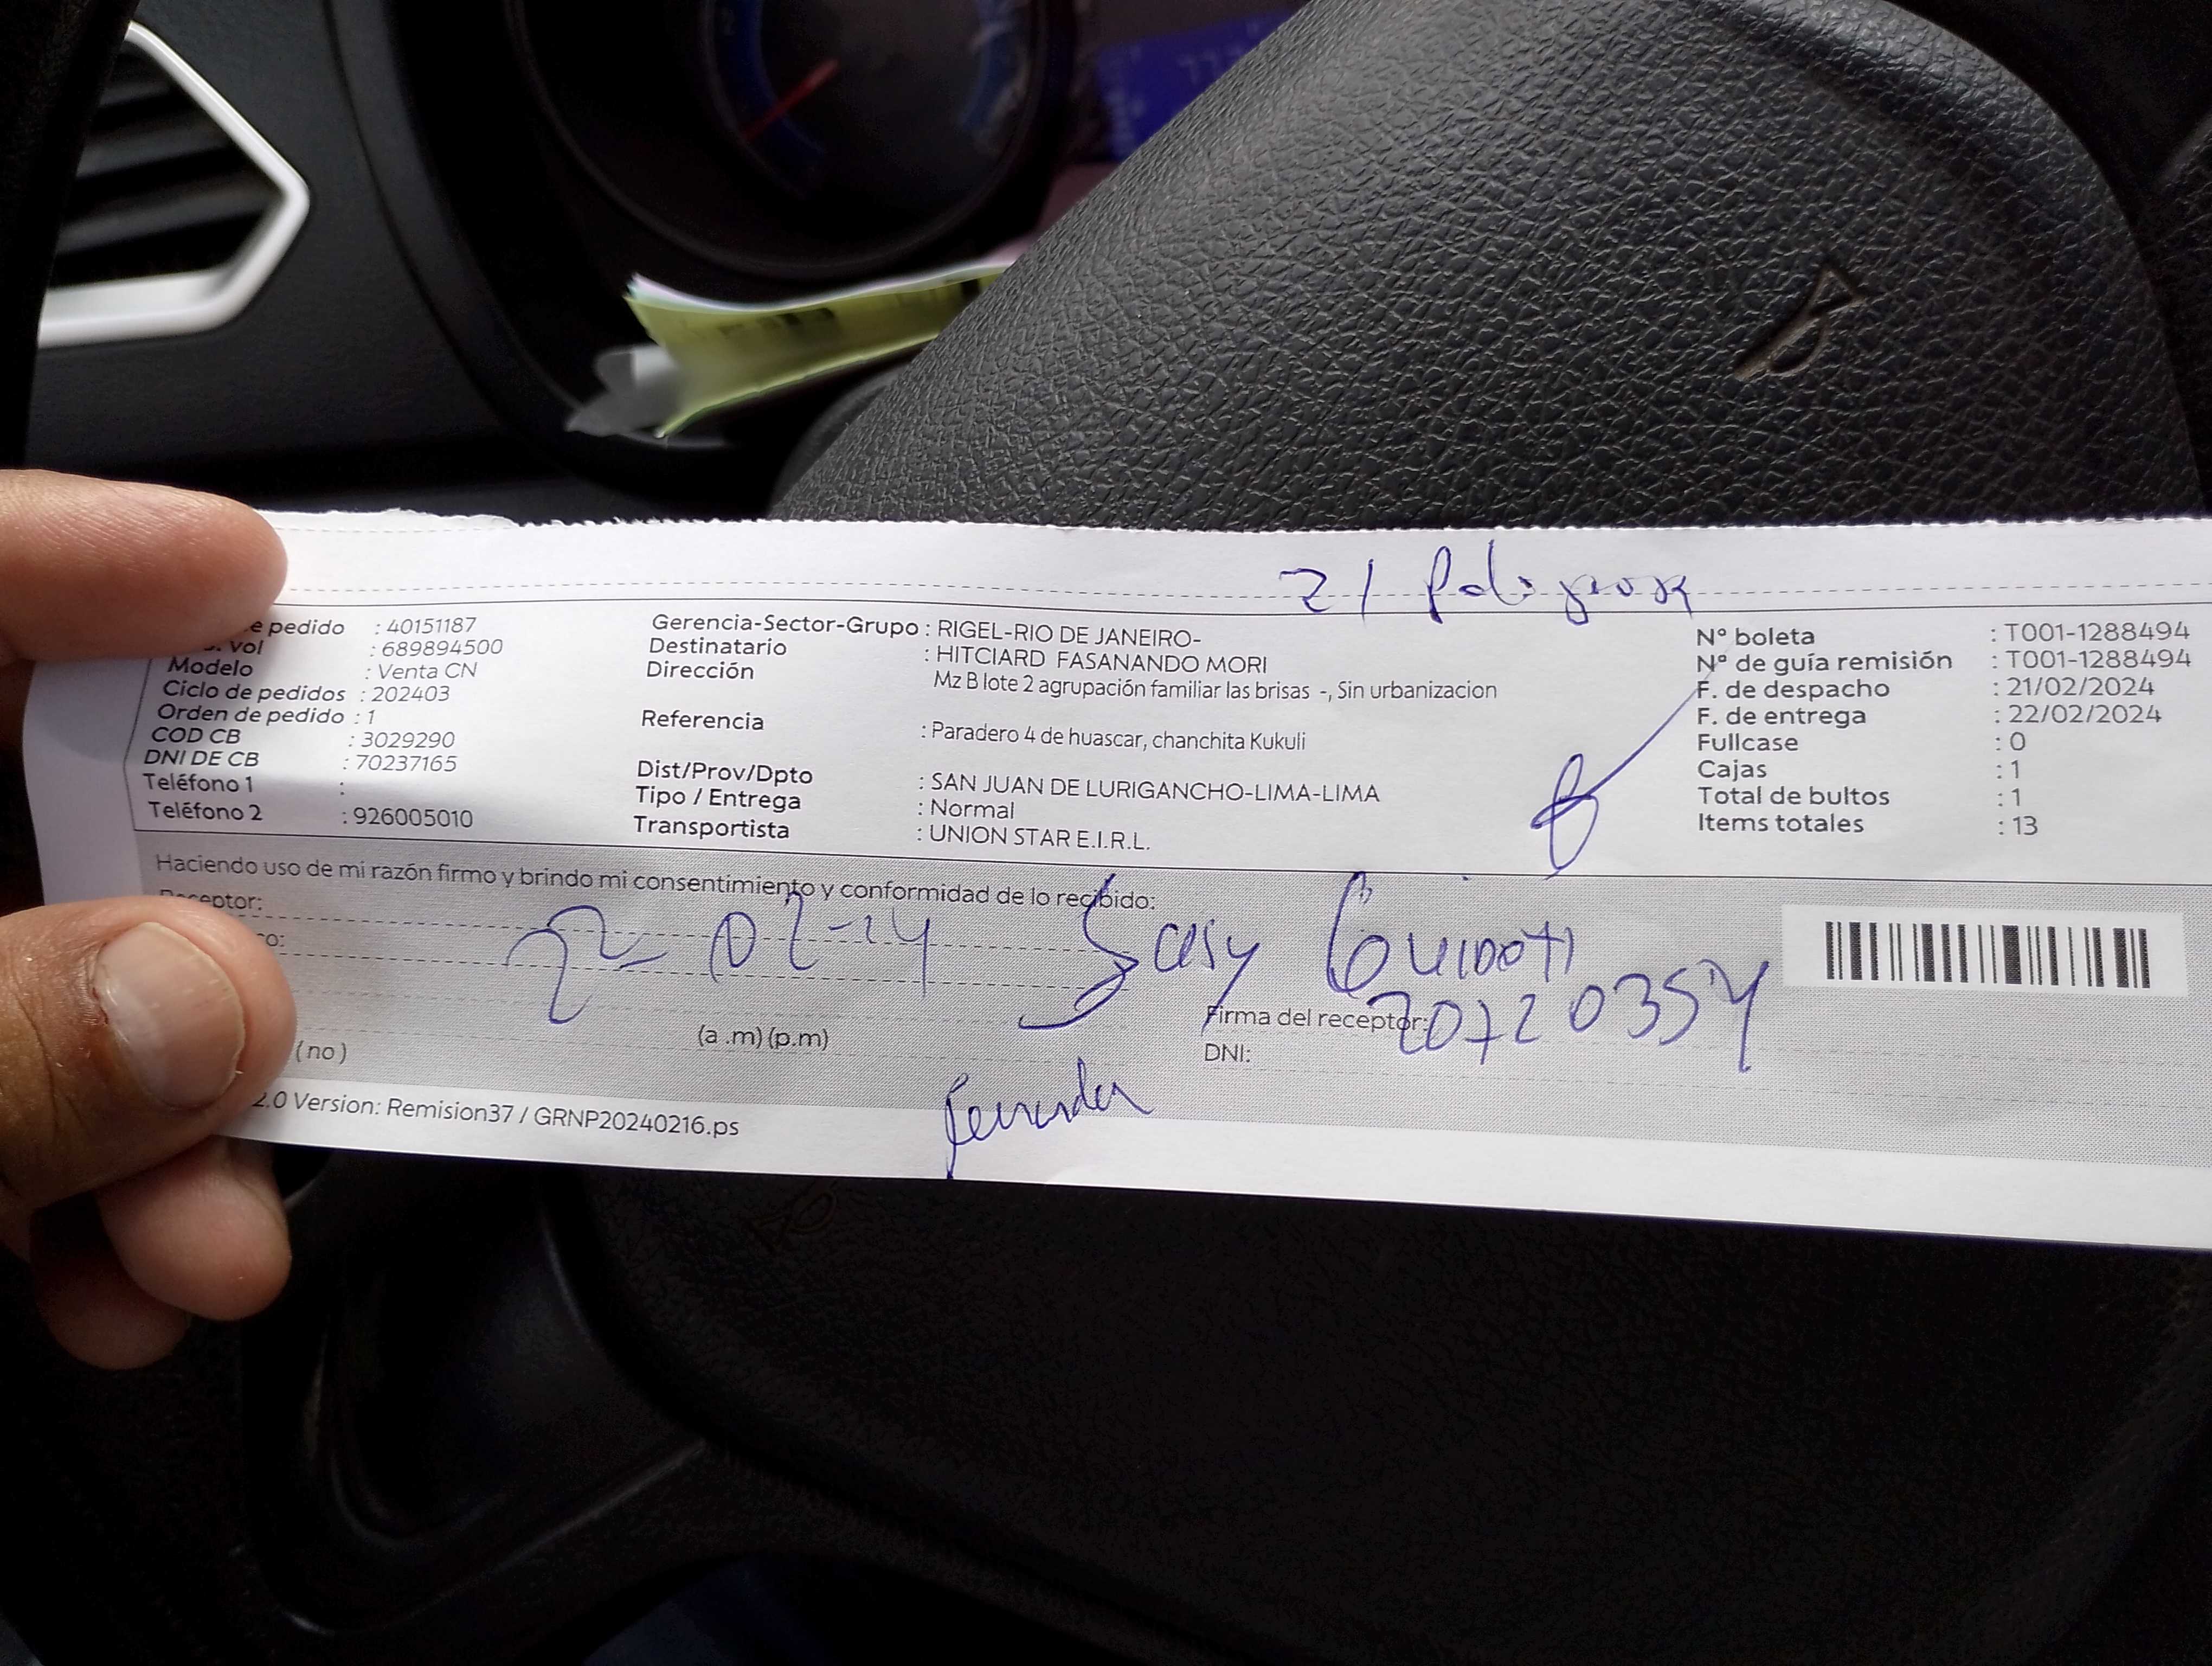 21
e pedido : 40151187
vol : 689894500
Modelo : Venta CN
Ciclo de pedidos : 202403
Orden de pedido : 1
COD CB : 3029290
DNI DE CB : 70237165
Teléfono 1 :
Teléfono 2 : 926005010
Gerencia-Sector-Grupo : RIGEL-RIO DE JANEIRO-
Destinatario : HITCIARD FASANANDO MORI
Dirección Mz B lote 2 agrupación familiar las brisas -, Sin urbanizacion
Referencia : Paradero 4 de huascar, chanchita Kukuli
Dist/Prov/Dpto : SAN JUAN DE LURIGANCHO-LIMA-LIMA
Tipo / Entrega : Normal
Transportista : UNION STAR E.I.R.L.
Nº boleta : T001-1288494
Nº de guía remisión : T001-1288494
F. de despacho : 21/02/2024
F. de entrega : 22/02/2024
Fullcase : 0
Cajas : 1
Total de bultos : 1
Items totales : 13
Haciendo uso de mi razón firmo y brindo mi consentimiento y conformidad de lo recibido:
ceptor:
co:
(a .m) (p.m)
Firma del receptor:
DNI:
(no)
2.0 Version: Remision37 / GRNP20240216.ps